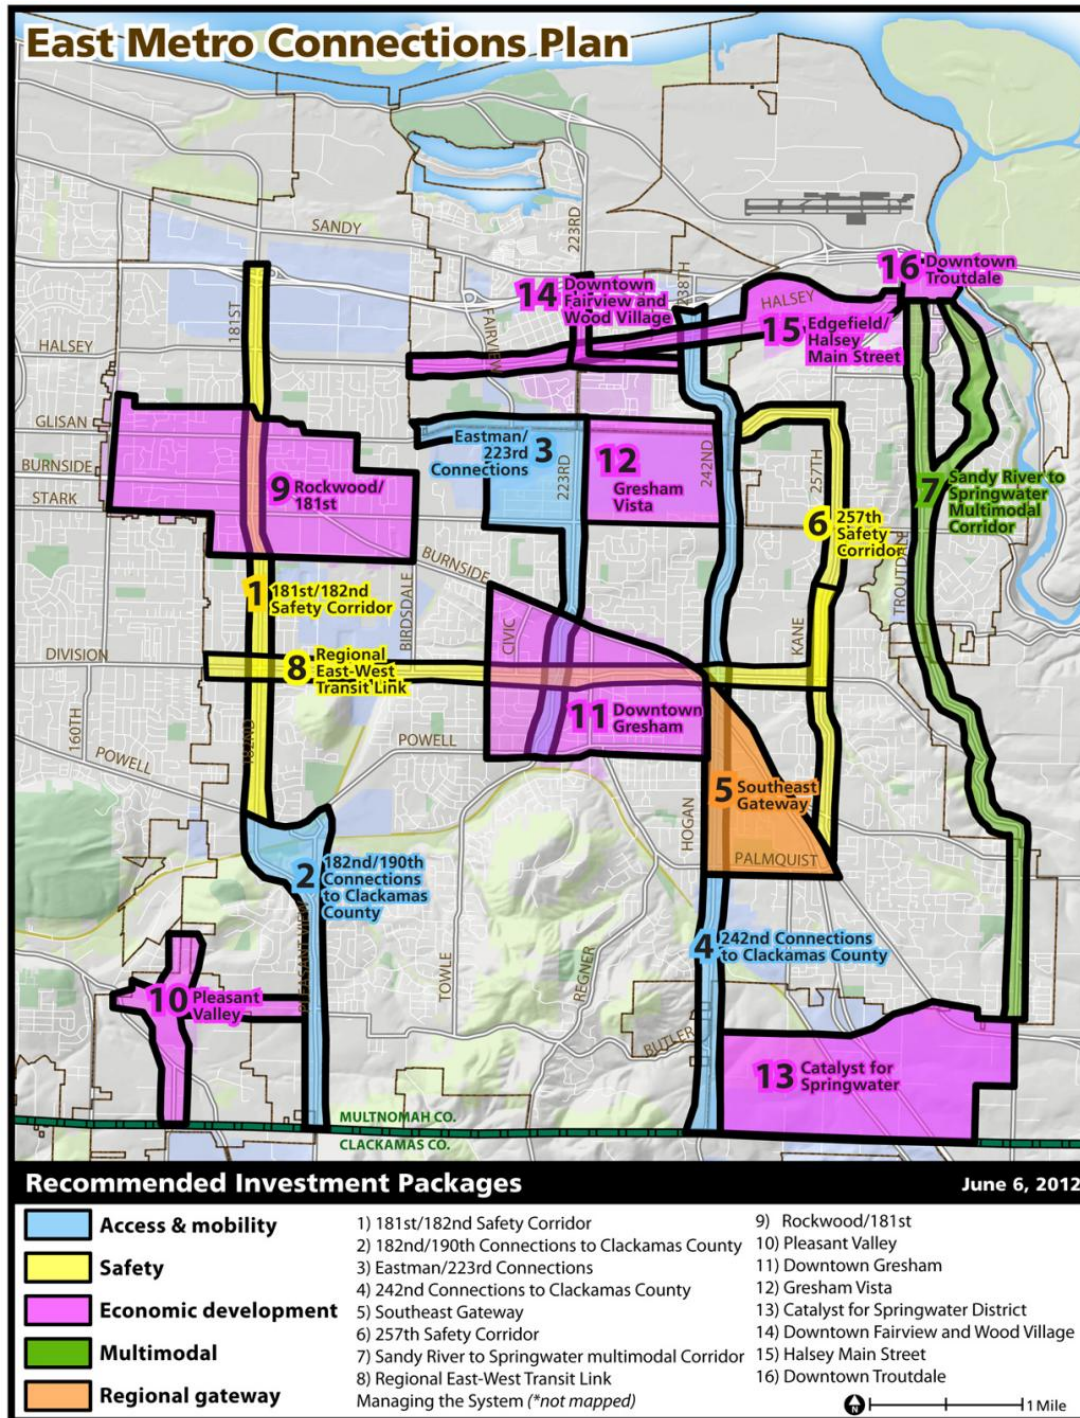 East Metro Connections Plan
SANDY
223RD
238TH
16 Downtown
Troutdale
14 Downtown
Fairview and
Wood Village
HALSEY
15 Edgefield/
Halsey
Main Street
181ST
FAIRVIEW
HALSEY
GLISAN
BURNSIDE
STARK
Eastman/
223rd
Connections
3
223RD
12
Gresham
Vista
242ND
257TH
9 Rockwood/
181st
7 Sandy River to
Springwater
Multimodal
Corridor
6 257th
Safety
Corridor
BURNSIDE
TROUTDALE
1 181st/182nd
Safety Corridor
BIRDSDALE
CIVIC
KANE
DIVISION
8 Regional
East-West
Transit Link
11 Downtown
Gresham
160TH
182ND
POWELL
POWELL
5 Southeast
Gateway
HOGAN
PALMQUIST
2 182nd/190th
Connections
to Clackamas
County
4 242nd Connections
to Clackamas County
TOWLE
REGNER
10 Pleasant
Valley
BUTLER
13 Catalyst for
Springwater
MULTNOMAH CO.
CLACKAMAS CO.
Recommended Investment Packages
June 6, 2012
Access & mobility
Safety
Economic development
Multimodal
Regional gateway
1) 181st/182nd Safety Corridor
2) 182nd/190th Connections to Clackamas County
3) Eastman/223rd Connections
4) 242nd Connections to Clackamas County
5) Southeast Gateway
6) 257th Safety Corridor
7) Sandy River to Springwater multimodal Corridor
8) Regional East-West Transit Link
Managing the System (*not mapped)
9) Rockwood/181st
10) Pleasant Valley
11) Downtown Gresham
12) Gresham Vista
13) Catalyst for Springwater District
14) Downtown Fairview and Wood Village
15) Halsey Main Street
16) Downtown Troutdale
N
1 Mile